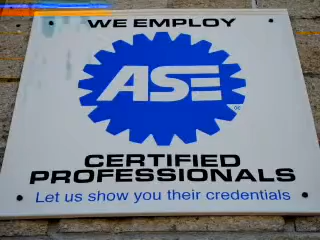 WE EMPLOY
ASE
CERTIFIED
PROFESSIONALS
Let us show you their credentials